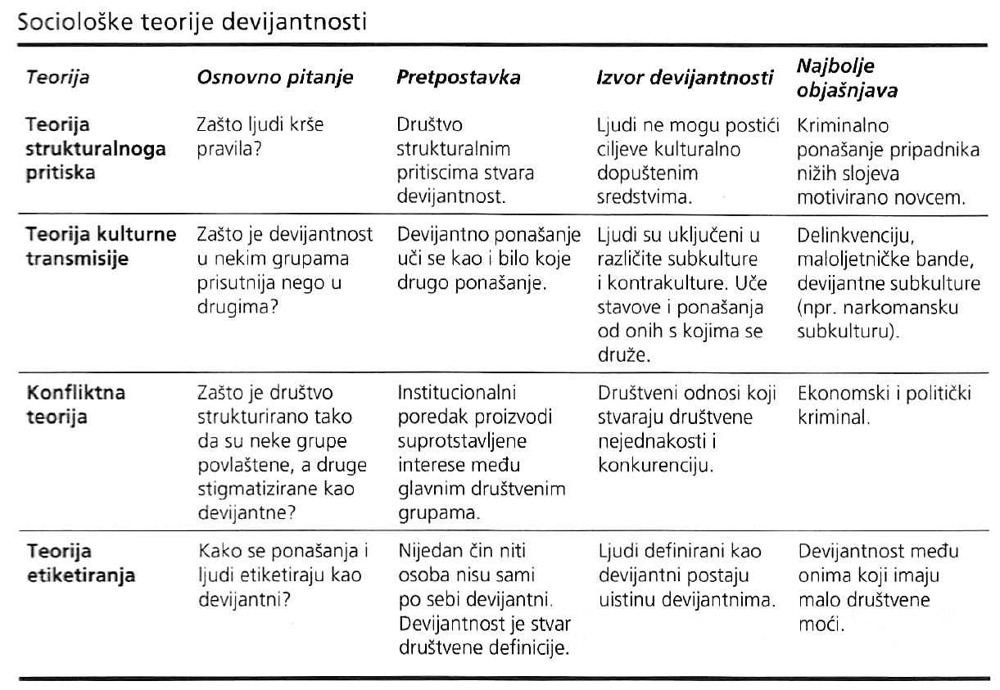 Sociološke teorije devijantnosti
Teorija
Osnovno pitanje
Pretpostavka
Izvor devijantnosti
Najbolje
objašnjava
Teorija
strukturalnoga
pritiska
Zašto ljudi krše
pravila?
Društvo
strukturalnim
pritiscima stvara
devijantnost.
Ljudi ne mogu postići
ciljeve kulturalno
dopuštenim
sredstvima.
Kriminalno
ponašanje pripadnika
nižih slojeva
motivirano novcem.
Teorija kulturne
transmisije
Zašto je devijantnost
u nekim grupama
prisutnija nego u
drugima?
Devijantno ponašanje
uči se kao i bilo koje
drugo ponašanje.
Ljudi su uključeni u
različite subkulture
i kontrakulture. Uče
stavove i ponašanja
od onih s kojima se
druže.
Delinkvenciju,
maloljetničke bande,
devijantne subkulture
(npr. narkomansku
subkulturu).
Konfliktna
teorija
Zašto je društvo
strukturirano tako
da su neke grupe
povlaštene, a druge
stigmatizirane kao
devijantne?
Institucionalni
poredak proizvodi
suprotstavljene
interese među
glavnim društvenim
grupama.
Društveni odnosi koji
stvaraju društvene
nejednakosti i
konkurenciju.
Ekonomski i politički
kriminal.
Teorija
etiketiranja
Kako se ponašanja i
ljudi etiketiraju kao
devijantni?
Nijedan čin niti
osoba nisu sami
po sebi devijantni.
Devijantnost je stvar
društvene definicije.
Ljudi definirani kao
devijantni postaju
uistinu devijantnima.
Devijantnost među
onima koji imaju
malo društvene
moći.